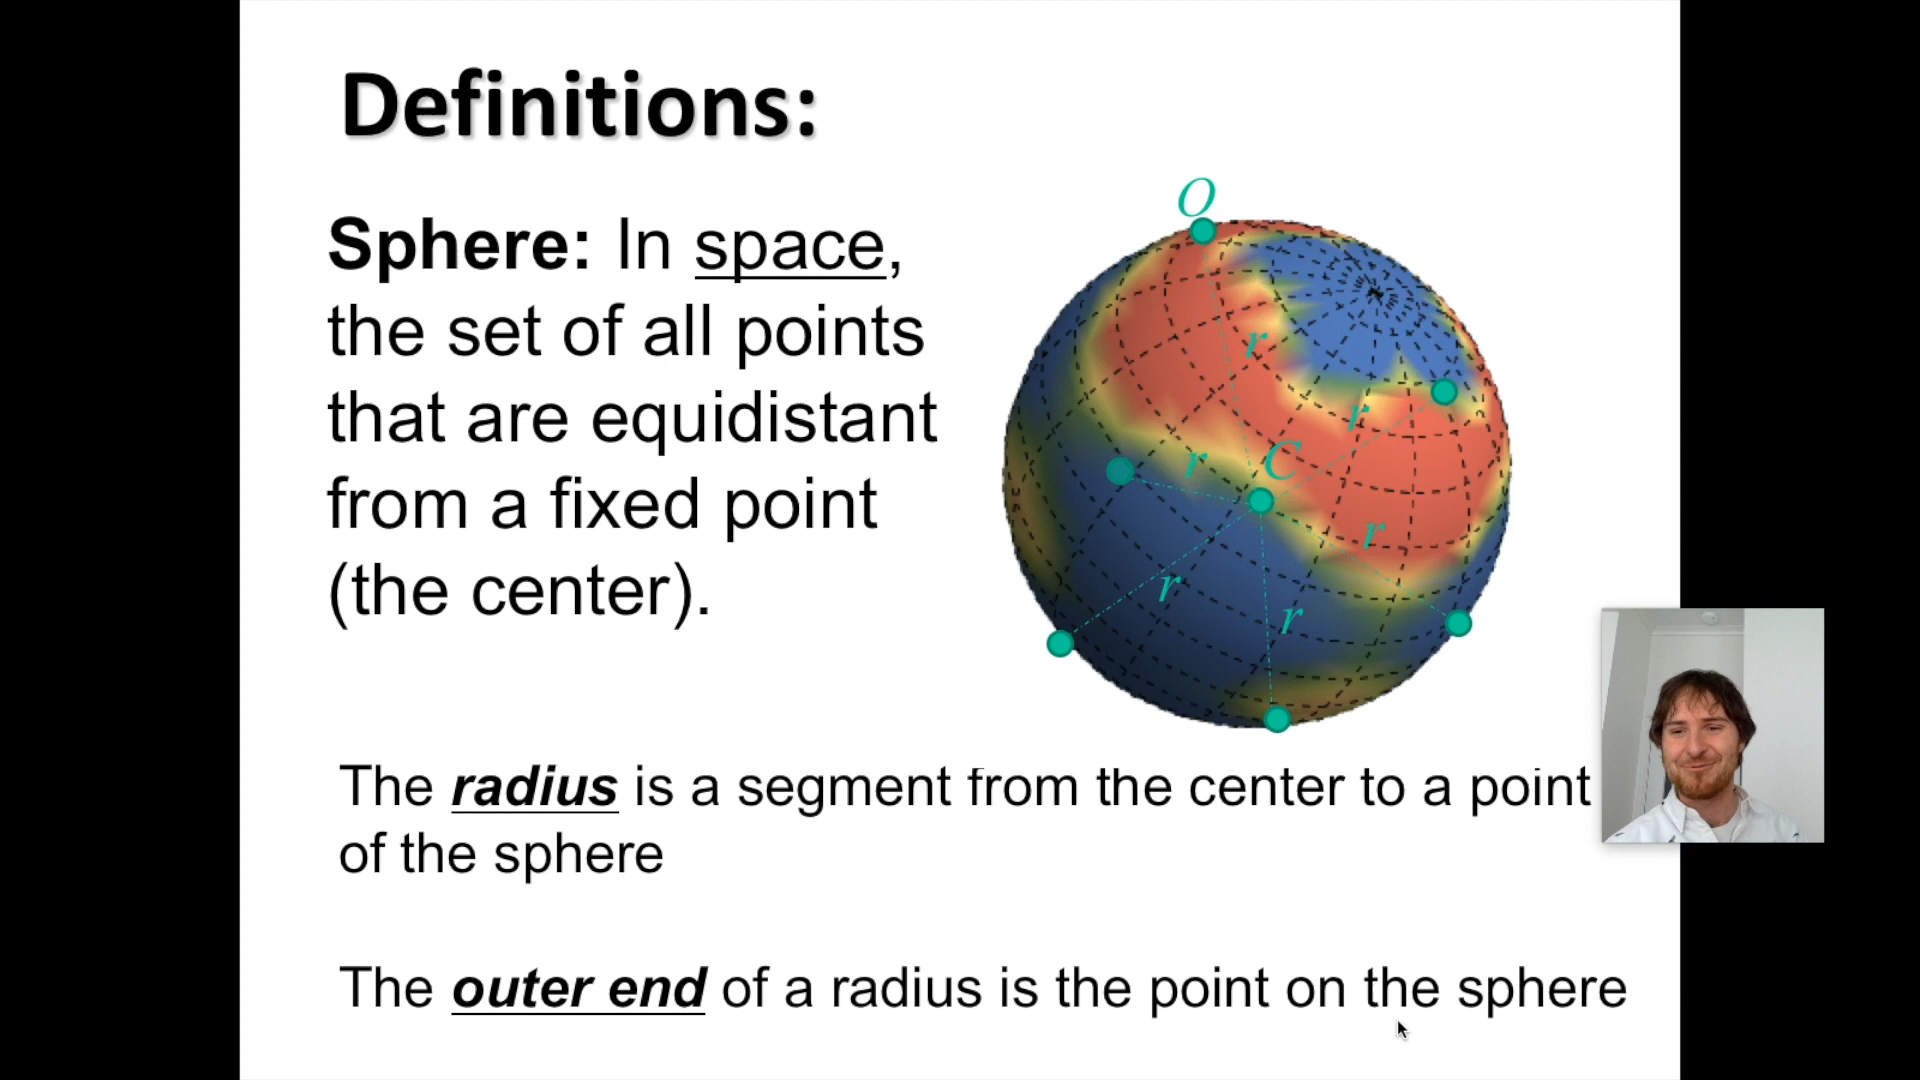 Definitions:
Sphere: In space,
the set of all points
that are equidistant
from a fixed point
(the center).
O
r
r
r
C
r
r
r
The radius is a segment from the center to a point
of the sphere
The outer end of a radius is the point on the sphere